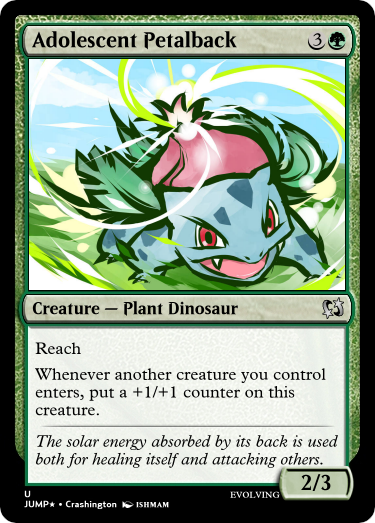 Adolescent Petalback 3
Creature — Plant Dinosaur
Reach
Whenever another creature you control
enters, put a +1/+1 counter on this
creature.
The solar energy absorbed by its back is used
both for healing itself and attacking others.
2/3
U EVOLVING
JUMP★ • Crashington ISHMAM